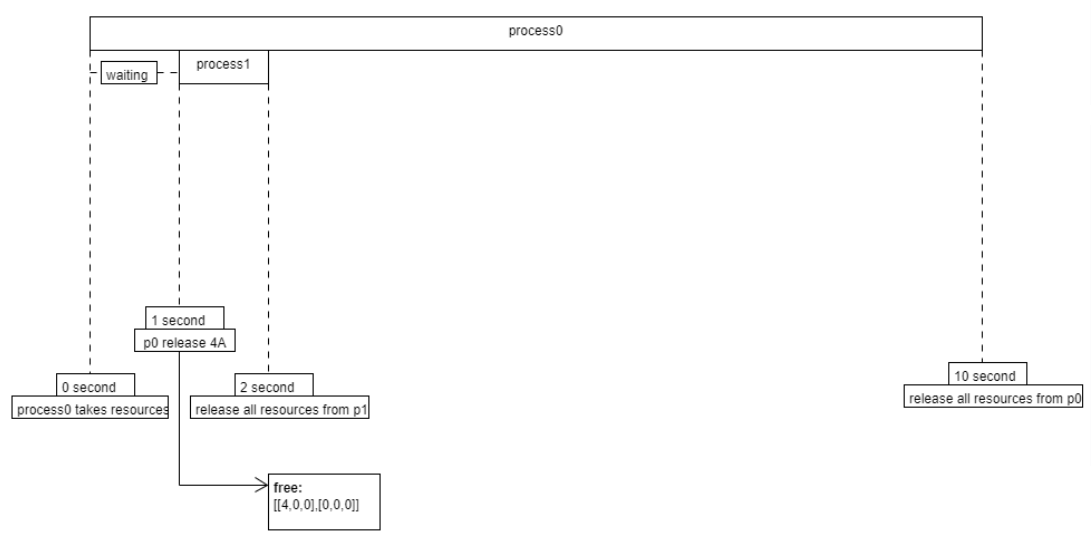 process0
waiting
process1
1 second
p0 release 4A
0 second
process0 takes resources
2 second
release all resources from p1
10 second
release all resources from p0
free:
[[4,0,0],[0,0,0]]